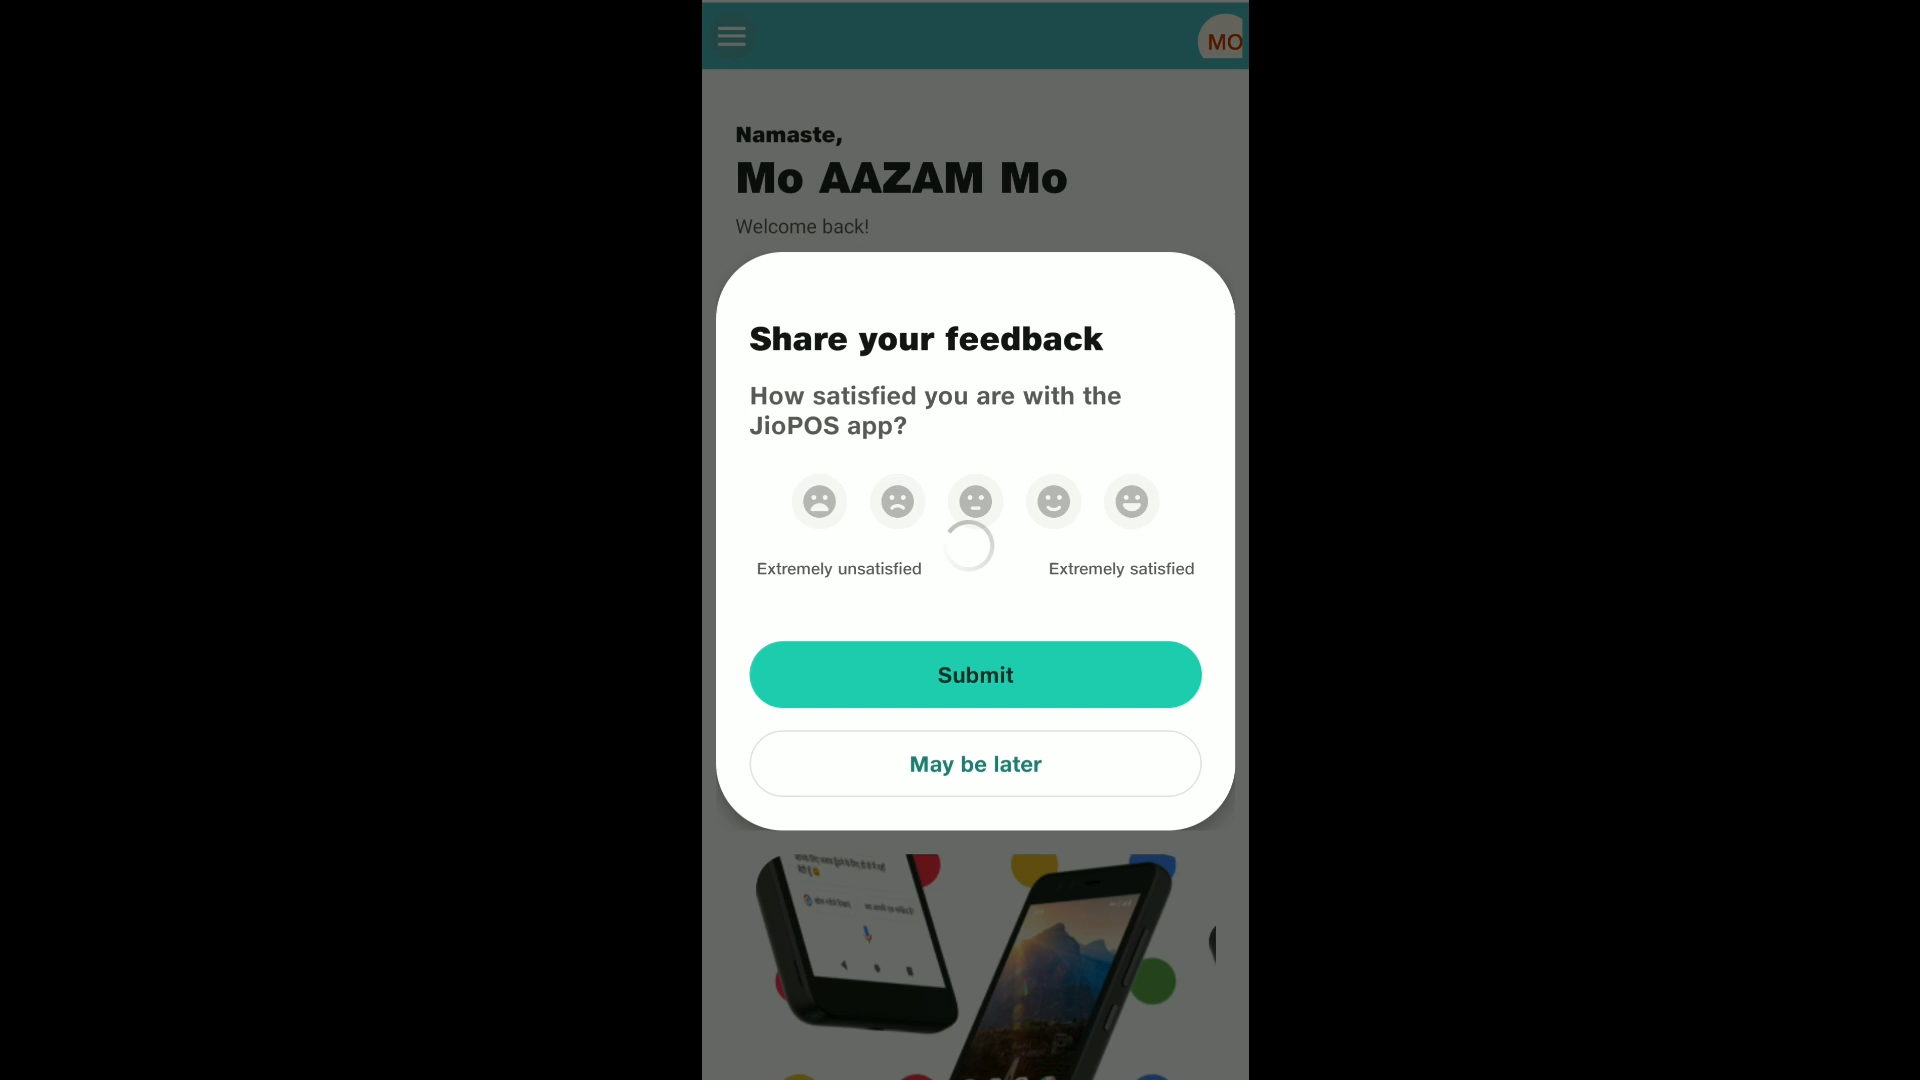 MO
Namaste,
Mo AAZAM Mo
Welcome back!
Share your feedback
How satisfied you are with the
JioPOS app?
Extremely unsatisfied
Extremely satisfied
Submit
May be later